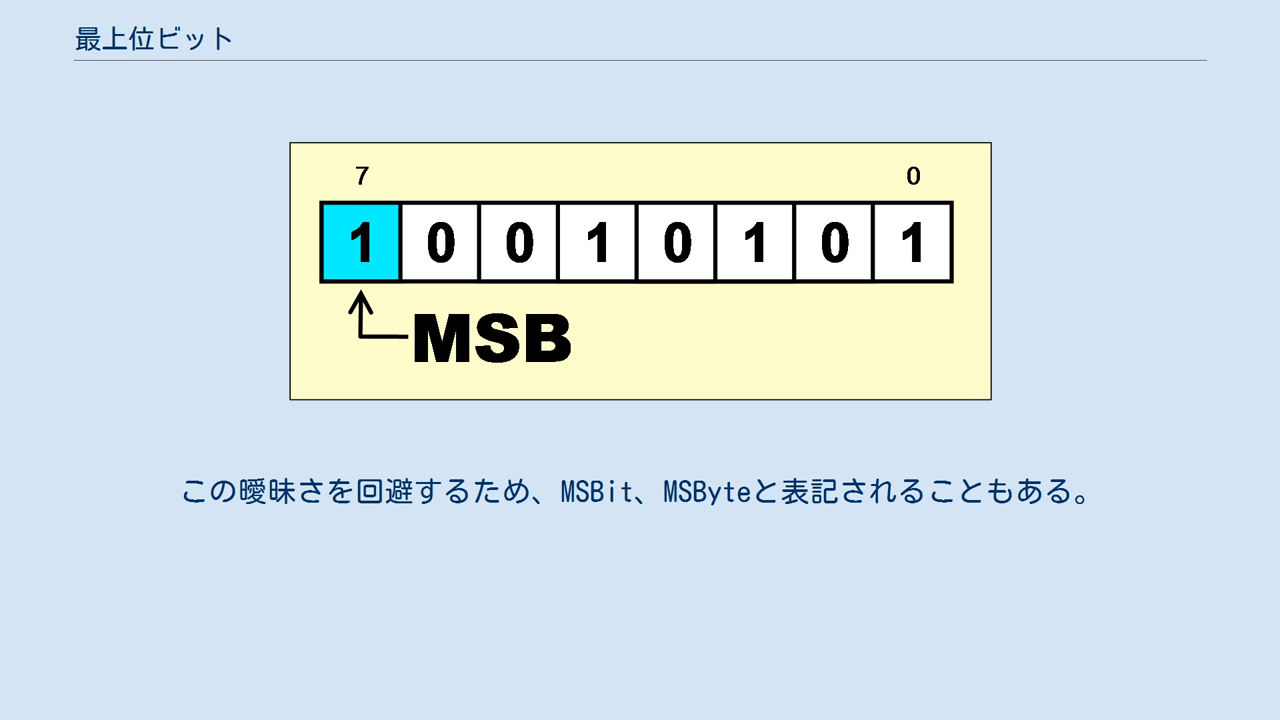 最上位ビット
7 0
1 0 0 1 0 1 0 1
MSB
この曖昧さを回避するため、MSBit、MSByteと表記されることもある。